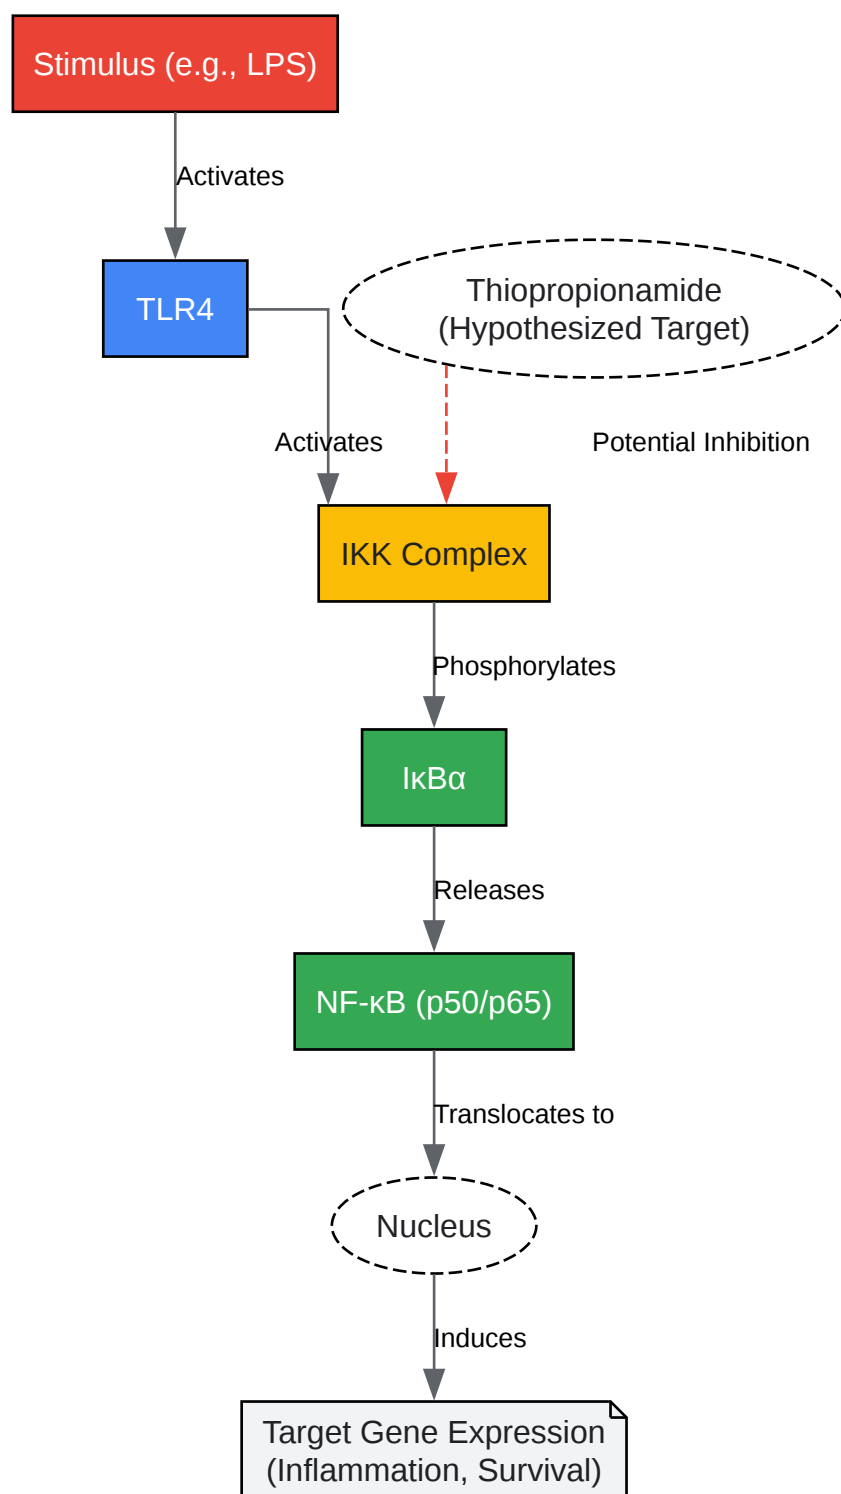 Stimulus (e.g., LPS)
Activates
TLR4
Thiopropionamide
(Hypothesized Target)
Activates
Potential Inhibition
IKK Complex
Phosphorylates
IκBα
Releases
NF-κB (p50/p65)
Translocates to
Nucleus
Induces
Target Gene Expression
(Inflammation, Survival)